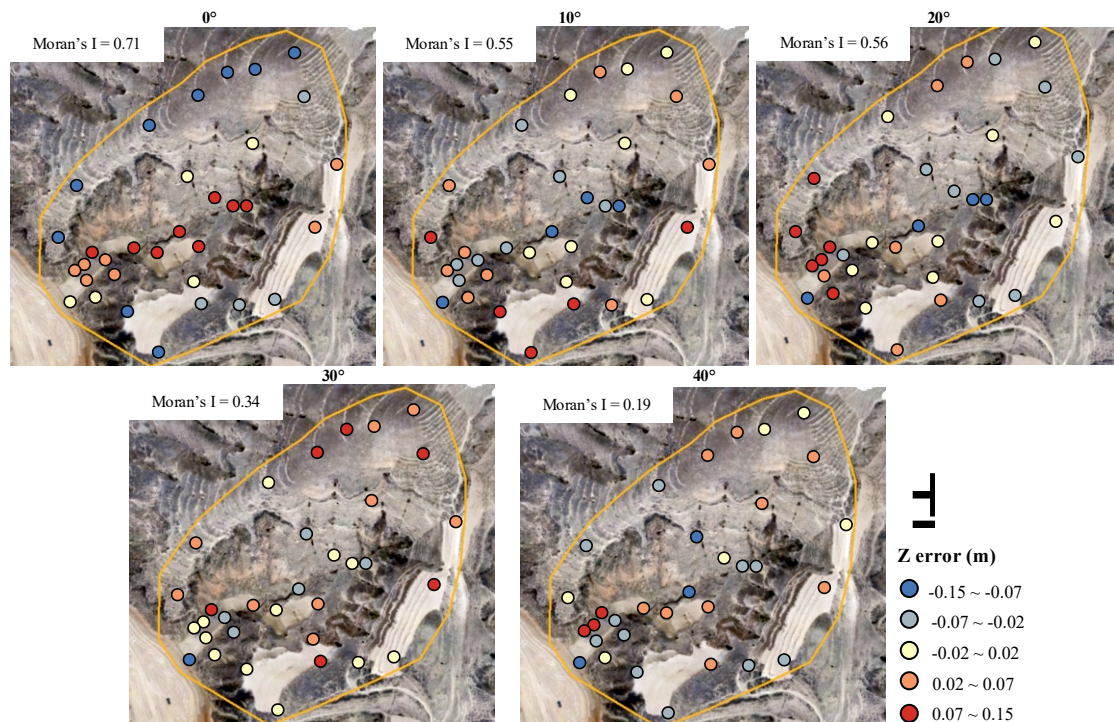 0°
Moran's I = 0.71
10°
Moran's I = 0.55
20°
Moran's I = 0.56
30°
Moran's I = 0.34
40°
Moran's I = 0.19
Z error (m)
-0.15 ~ -0.07
-0.07 ~ -0.02
-0.02 ~ 0.02
0.02 ~ 0.07
0.07 ~ 0.15